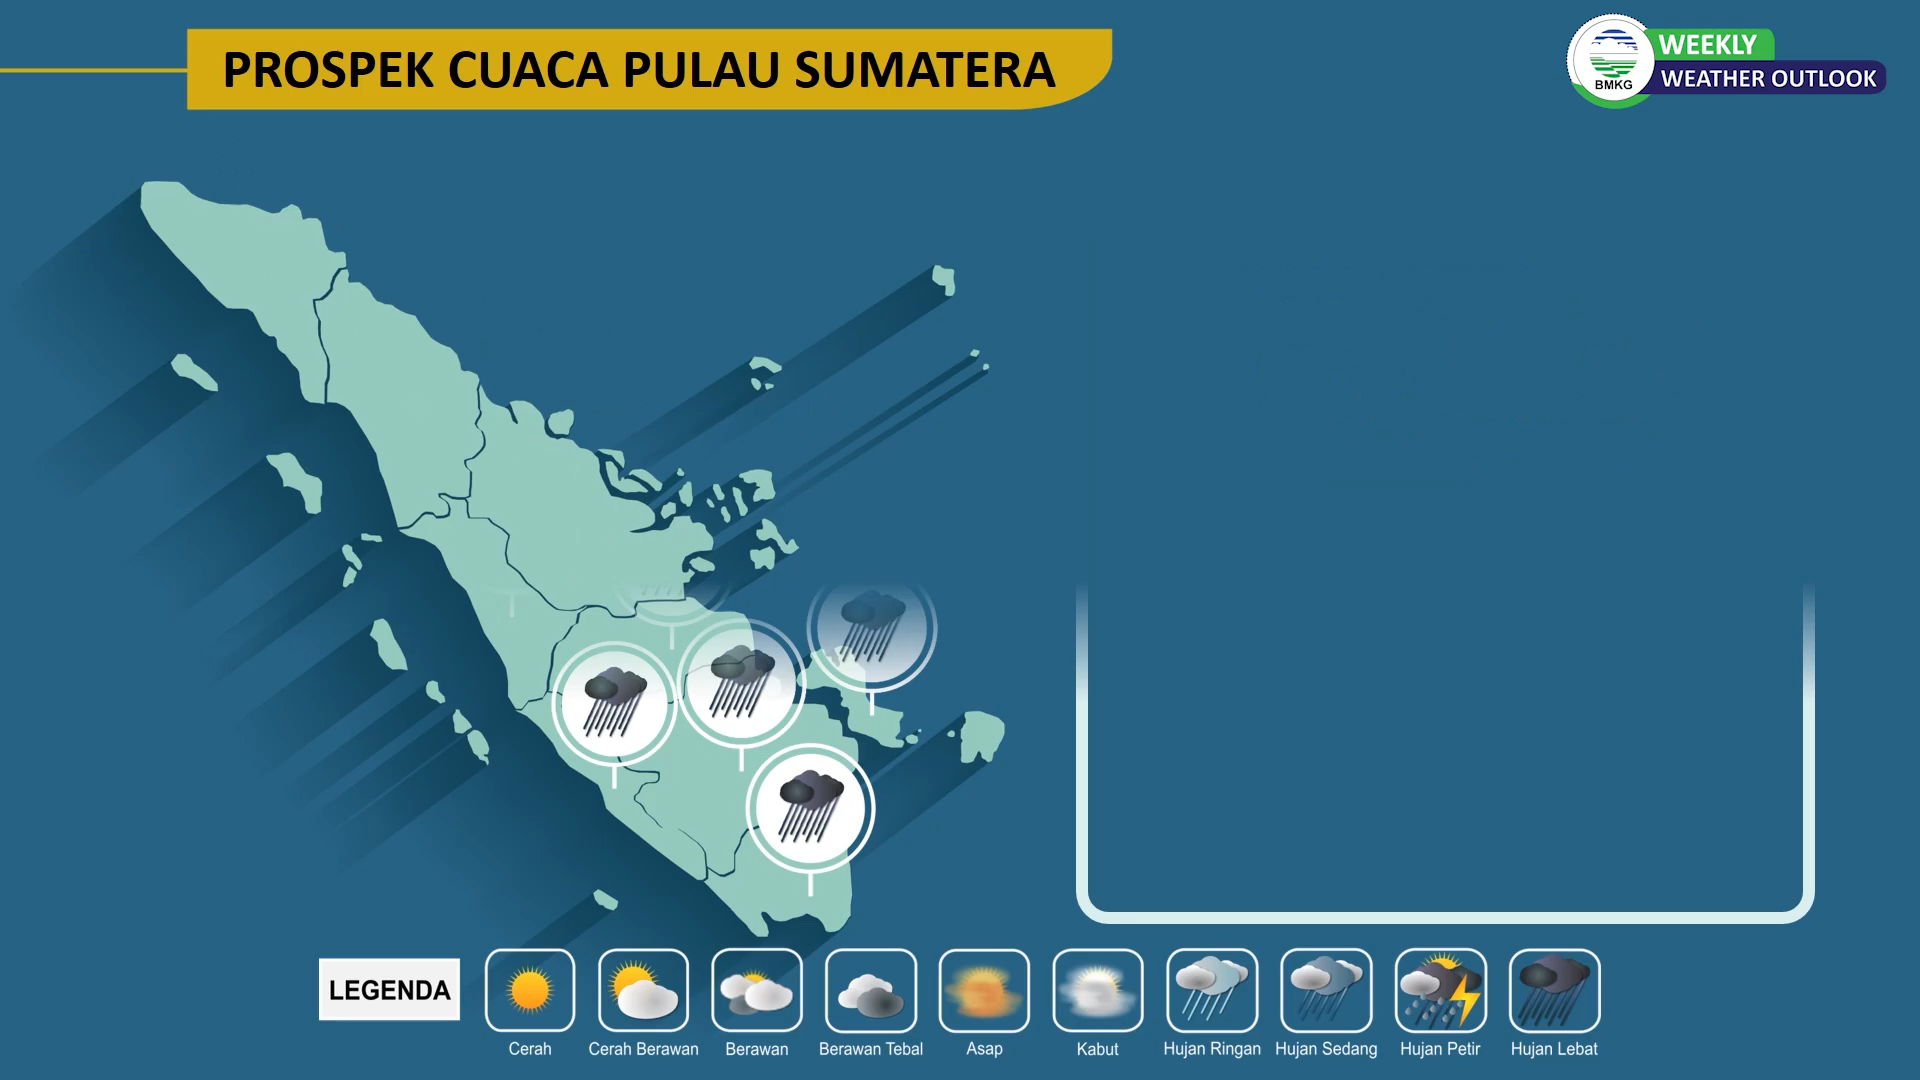 PROSPEK CUACA PULAU SUMATERA
BMKG
WEEKLY
WEATHER OUTLOOK
LEGENDA
Cerah
Cerah Berawan
Berawan
Berawan Tebal
Asap
Kabut
Hujan Ringan
Hujan Sedang
Hujan Petir
Hujan Lebat